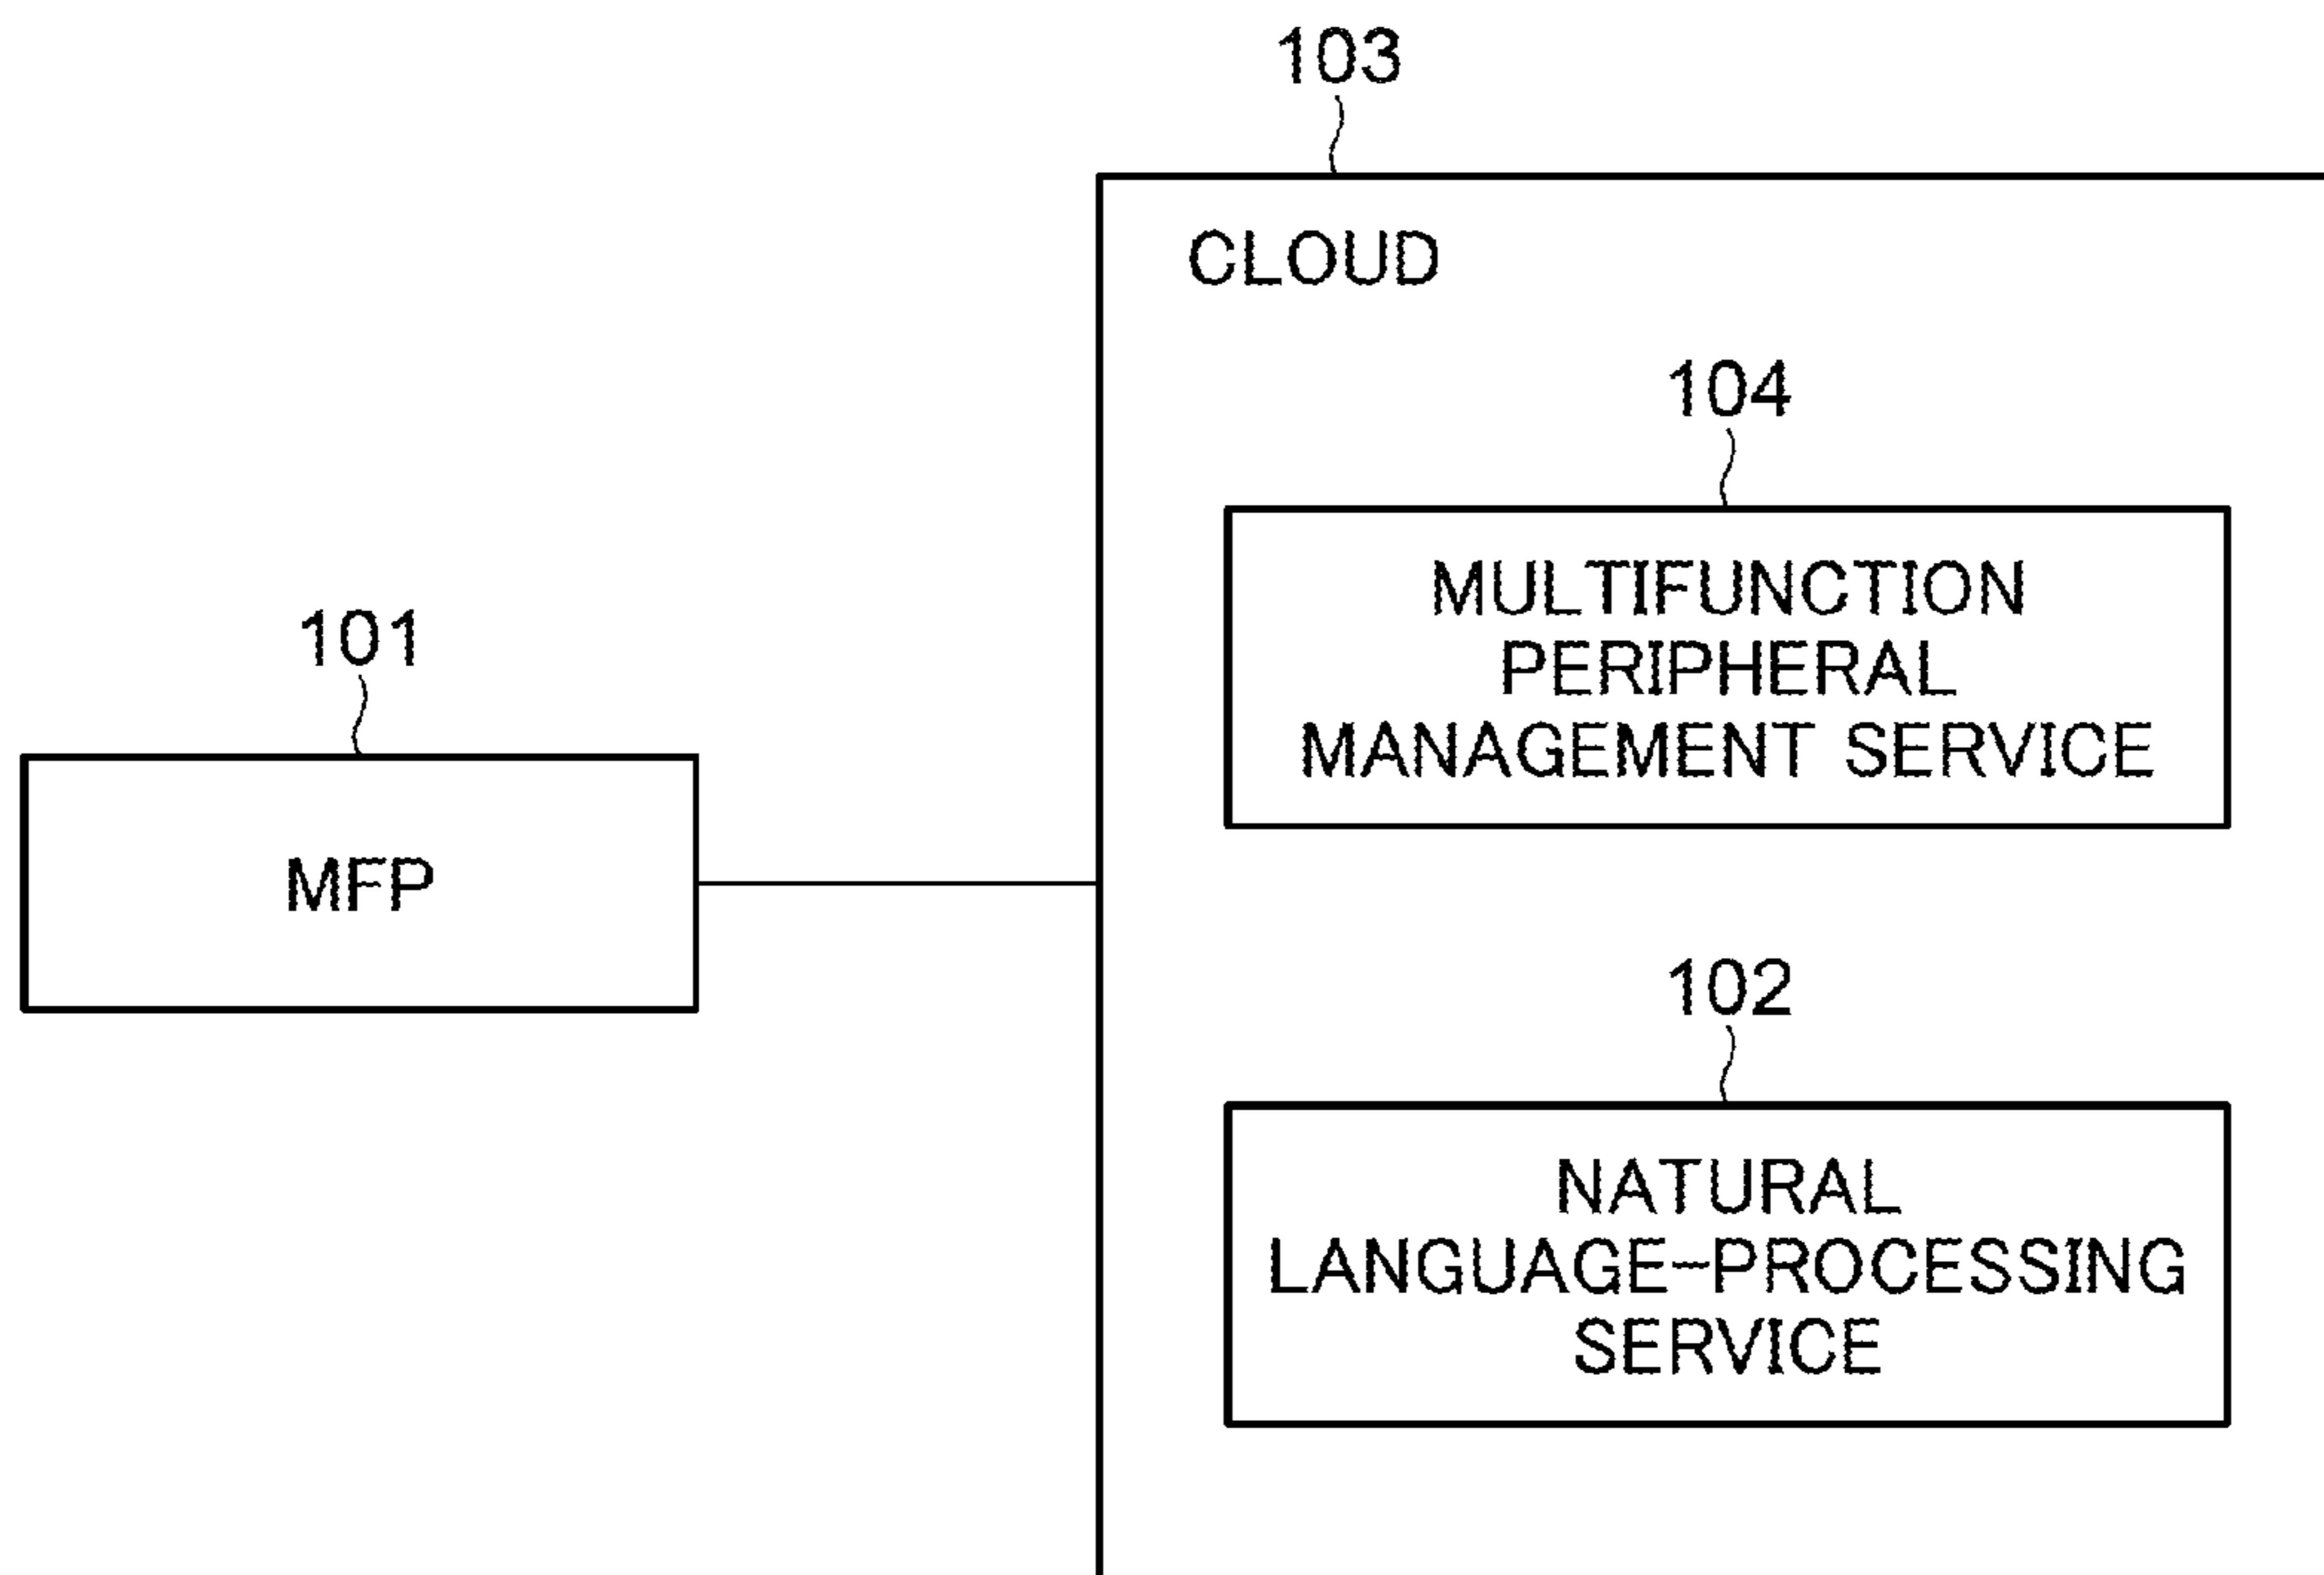 103
CLOUD
104
MULTIFUNCTION
PERIPHERAL
MANAGEMENT SERVICE
101
MFP
102
NATURAL
LANGUAGE-PROCESSING
SERVICE